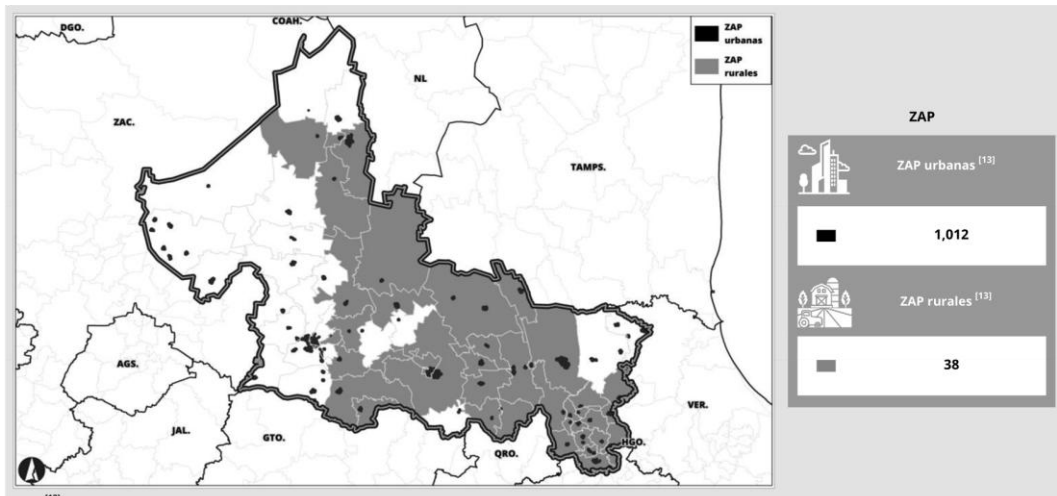 DGO.
COAH.
ZAP
urbanas
ZAP
rurales
NL
ZAC.
TAMPS.
ZAP
ZAP urbanas [13]
1,012
ZAP rurales [13]
38
AGS.
JAL.
GTO.
QRO.
HGO.
VER.